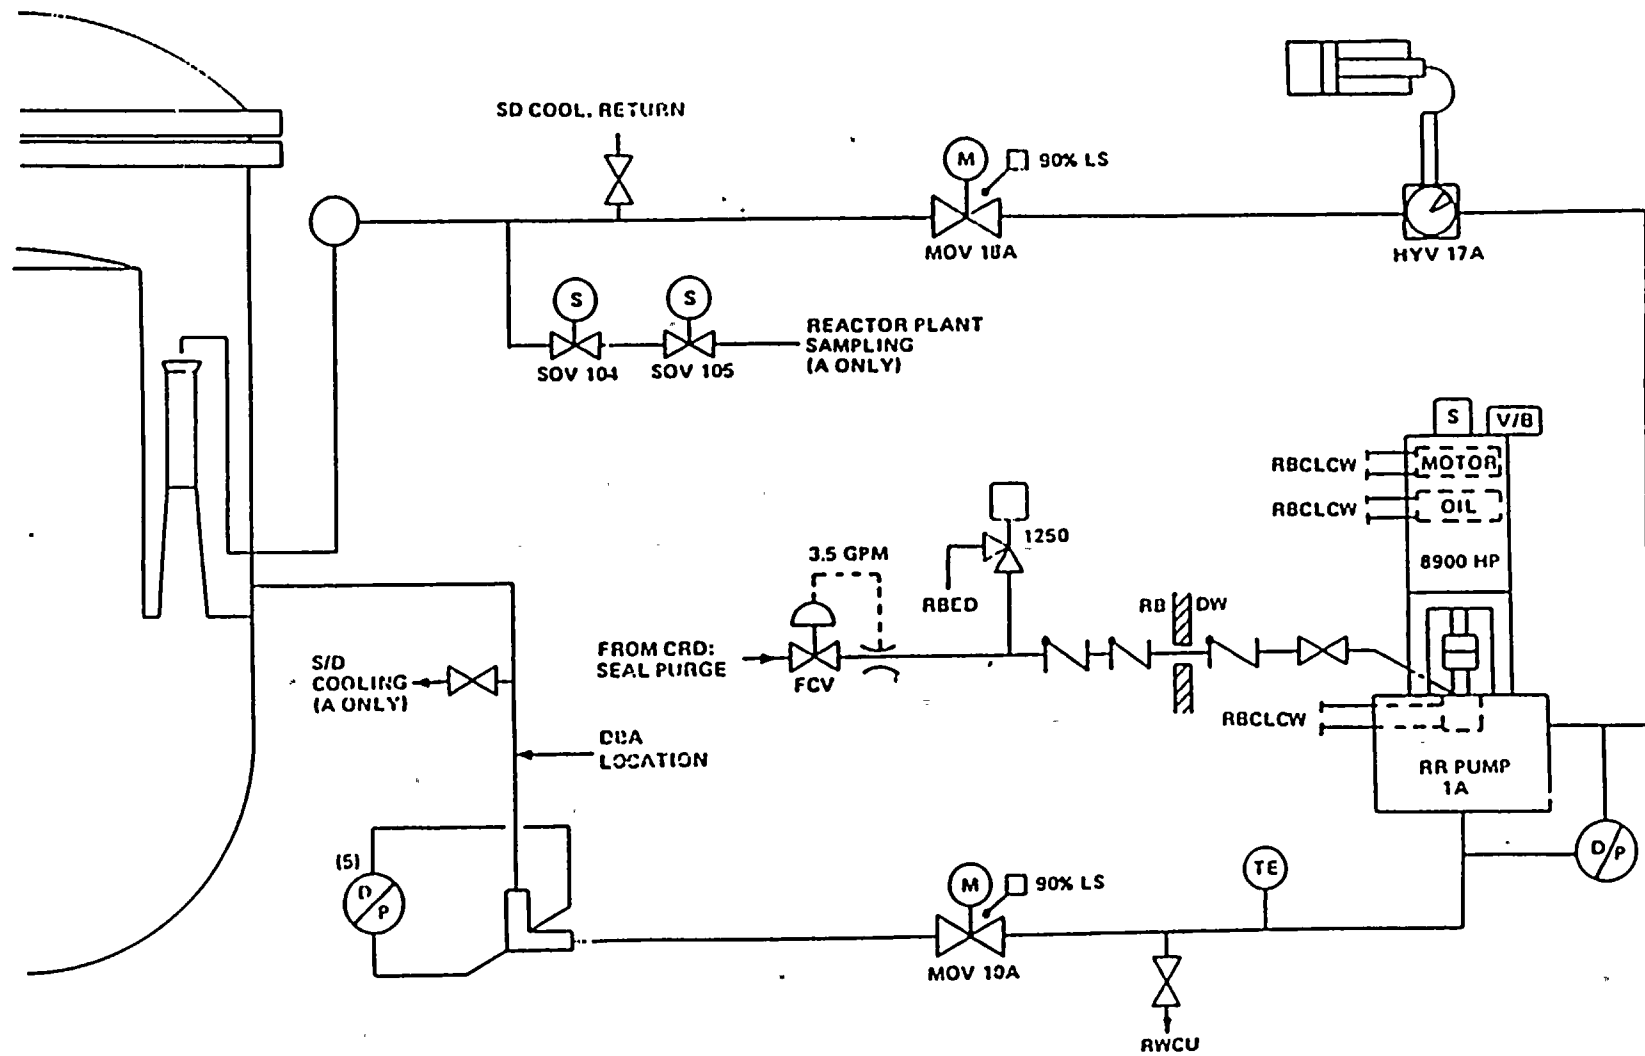 SD COOL. RETURN
M
90% LS
MOV 18A
HYV 17A
S
S
SOV 104
SOV 105
REACTOR PLANT
SAMPLING
(A ONLY)
S
V/B
RBCLCW
MOTOR
RBCLCW
OIL
8900 HP
1250
3.5 GPM
RBED
RB
DW
FROM CRD:
SEAL PURGE
FCV
S/D
COOLING
(A ONLY)
RBCLCW
RR PUMP
1A
DBA
LOCATION
(5)
D/P
D/P
TE
M
90% LS
MOV 10A
RWCU